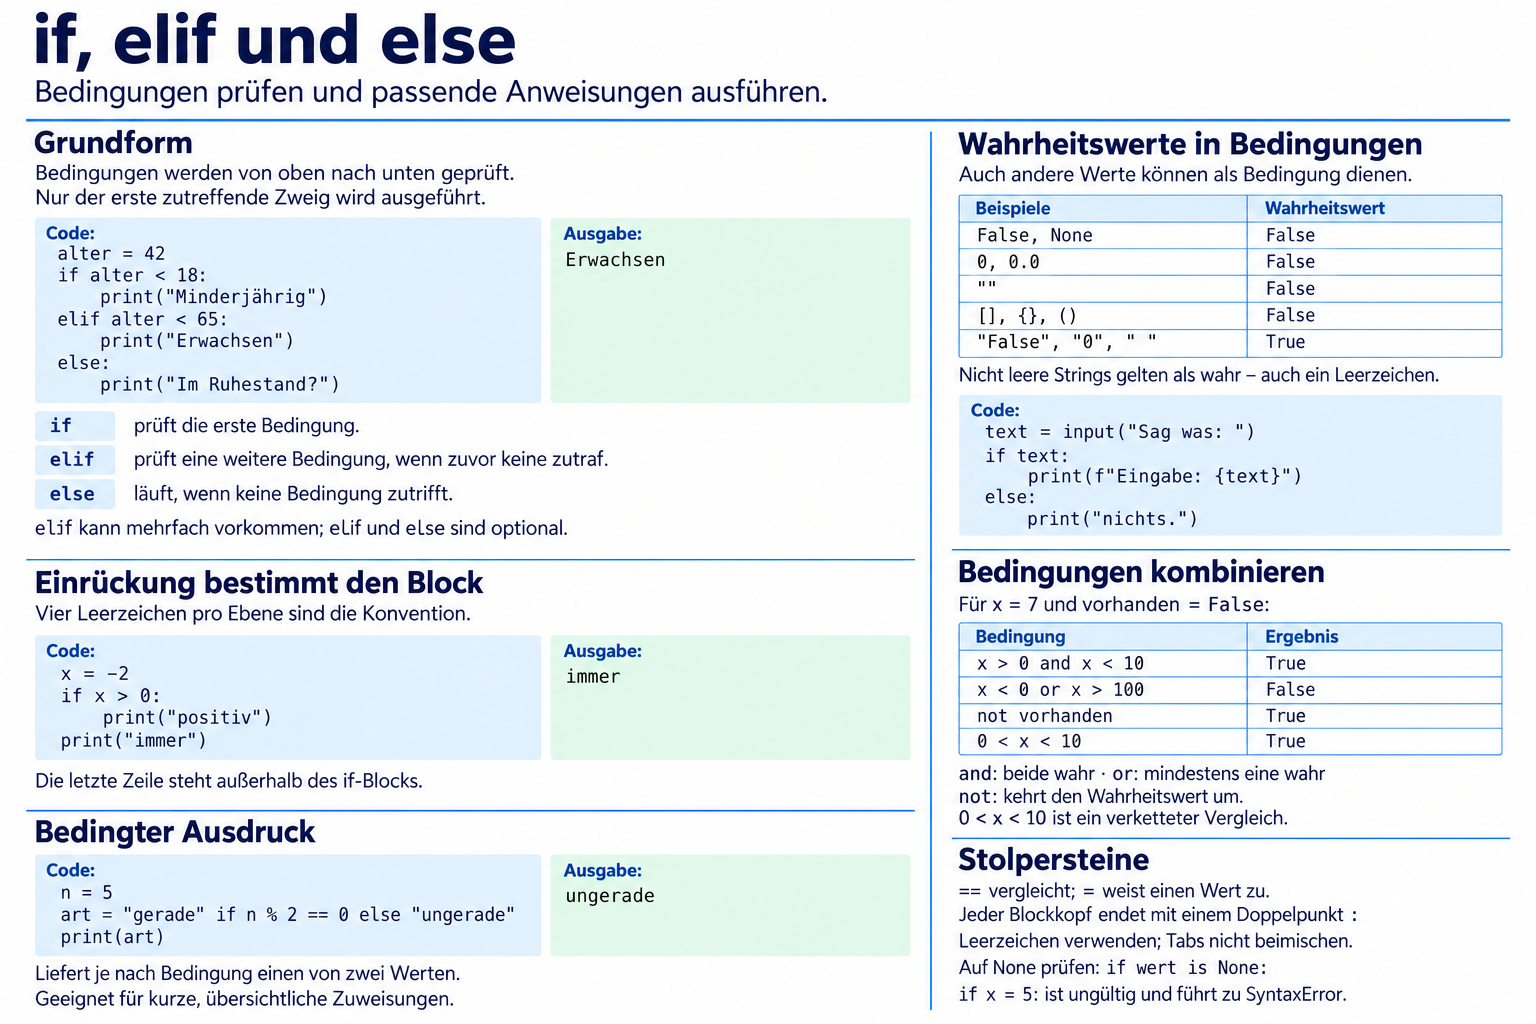 if, elif und else
Bedingungen prüfen und passende Anweisungen ausführen.
Grundform
Bedingungen werden von oben nach unten geprüft.
Nur der erste zutreffende Zweig wird ausgeführt.
Code:
alter = 42
if alter < 18:
    print("Minderjährig")
elif alter < 65:
    print("Erwachsen")
else:
    print("Im Ruhestand?")
Ausgabe:
Erwachsen
if prüft die erste Bedingung.
elif prüft eine weitere Bedingung, wenn zuvor keine zutraf.
else läuft, wenn keine Bedingung zutrifft.
elif kann mehrfach vorkommen; elif und else sind optional.
Einrückung bestimmt den Block
Vier Leerzeichen pro Ebene sind die Konvention.
Code:
x = −2
if x > 0:
    print("positiv")
print("immer")
Ausgabe:
immer
Die letzte Zeile steht außerhalb des if-Blocks.
Bedingter Ausdruck
Code:
n = 5
art = "gerade" if n % 2 == 0 else "ungerade"
print(art)
Ausgabe:
ungerade
Liefert je nach Bedingung einen von zwei Werten.
Geeignet für kurze, übersichtliche Zuweisungen.
Wahrheitswerte in Bedingungen
Auch andere Werte können als Bedingung dienen.
Beispiele Wahrheitswert
False, None False
0, 0.0 False
"" False
[], {}, () False
"False", "0", " " True
Nicht leere Strings gelten als wahr – auch ein Leerzeichen.
Code:
text = input("Sag was: ")
if text:
    print(f"Eingabe: {text}")
else:
    print("nichts.")
Bedingungen kombinieren
Für x = 7 und vorhanden = False:
Bedingung Ergebnis
x > 0 and x < 10 True
x < 0 or x > 100 False
not vorhanden True
0 < x < 10 True
and: beide wahr · or: mindestens eine wahr
not: kehrt den Wahrheitswert um.
0 < x < 10 ist ein verketteter Vergleich.
Stolpersteine
== vergleicht; = weist einen Wert zu.
Jeder Blockkopf endet mit einem Doppelpunkt :
Leerzeichen verwenden; Tabs nicht beimischen.
Auf None prüfen: if wert is None:
if x = 5: ist ungültig und führt zu SyntaxError.